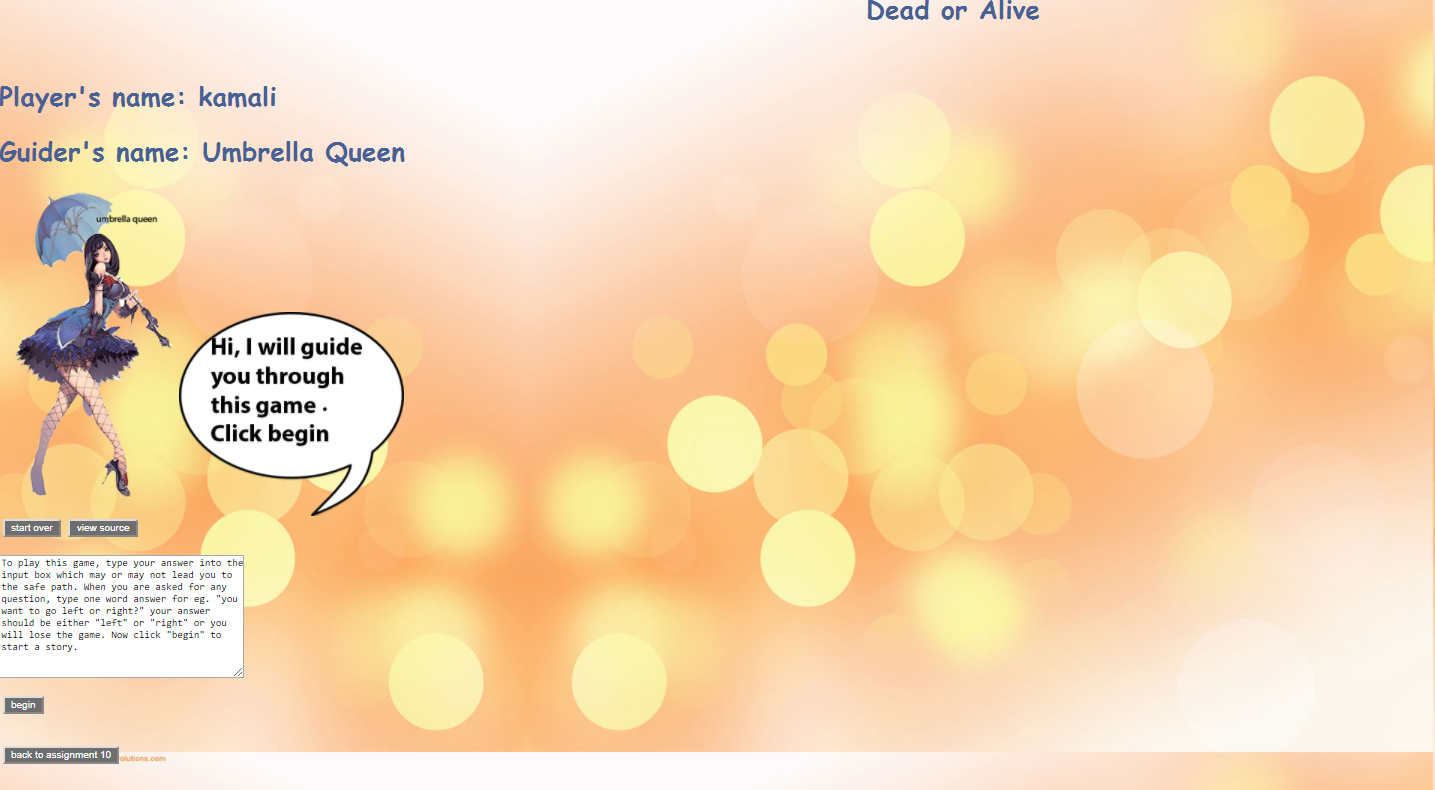 Dead or Alive
Player's name: kamali
Guider's name: Umbrella Queen
umbrella queen
Hi, I will guide
you through
this game .
Click begin
start over
view source
To play this game, type your answer into the
input box which may or may not lead you to
the safe path. When you are asked for any
question, type one word answer for eg. "you
want to go left or right?" your answer
should be either "left" or "right" or you
will lose the game. Now click "begin" to
start a story.
begin
back to assignment 10
olutions.com